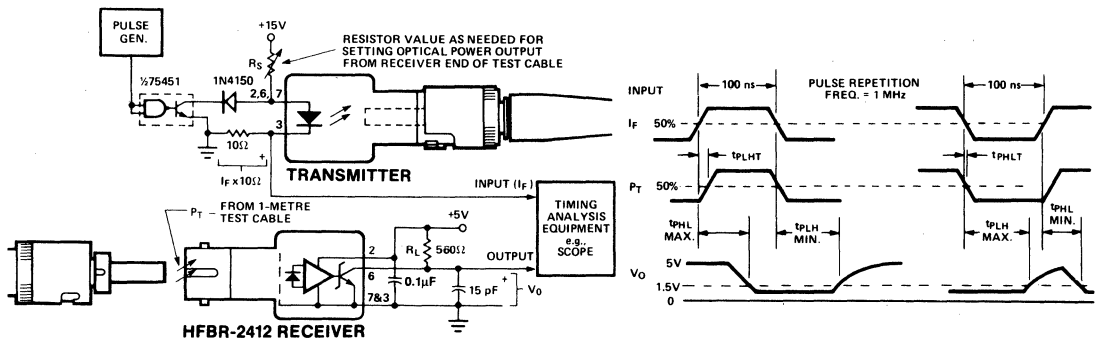 PULSE
GEN.
+15V
RESISTOR VALUE AS NEEDED FOR
SETTING OPTICAL POWER OUTPUT
FROM RECEIVER END OF TEST CABLE
RS
½75451
1N4150
2,6, 7
3
10Ω
+
IF x10Ω
TRANSMITTER
INPUT (IF)
PT - FROM 1-METRE
TEST CABLE
TIMING
ANALYSIS
EQUIPMENT
e.g.,
SCOPE
+5V
2
RL
560Ω
OUTPUT
6
0.1μF
15 pF
+
VO
7&3
HFBR-2412 RECEIVER
INPUT
100 ns
PULSE REPETITION
FREQ. = 1 MHz
100 ns
IF
50%
tPLHT
tPHLT
PT
50%
tPHL
MAX.
tPLH
MIN.
tPLH
MAX.
tPHL
MIN.
VO
5V
1.5V
0